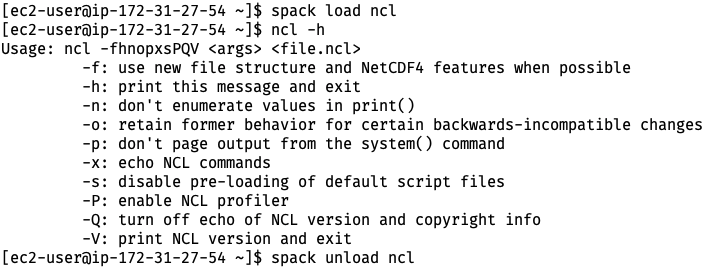 [ec2-user@ip-172-31-27-54 ~]$ spack load ncl
[ec2-user@ip-172-31-27-54 ~]$ ncl -h
Usage: ncl -fhnopxsPQV <args> <file.ncl>
        -f: use new file structure and NetCDF4 features when possible
        -h: print this message and exit
        -n: don't enumerate values in print()
        -o: retain former behavior for certain backwards-incompatible changes
        -p: don't page output from the system() command
        -x: echo NCL commands
        -s: disable pre-loading of default script files
        -P: enable NCL profiler
        -Q: turn off echo of NCL version and copyright info
        -V: print NCL version and exit
[ec2-user@ip-172-31-27-54 ~]$ spack unload ncl